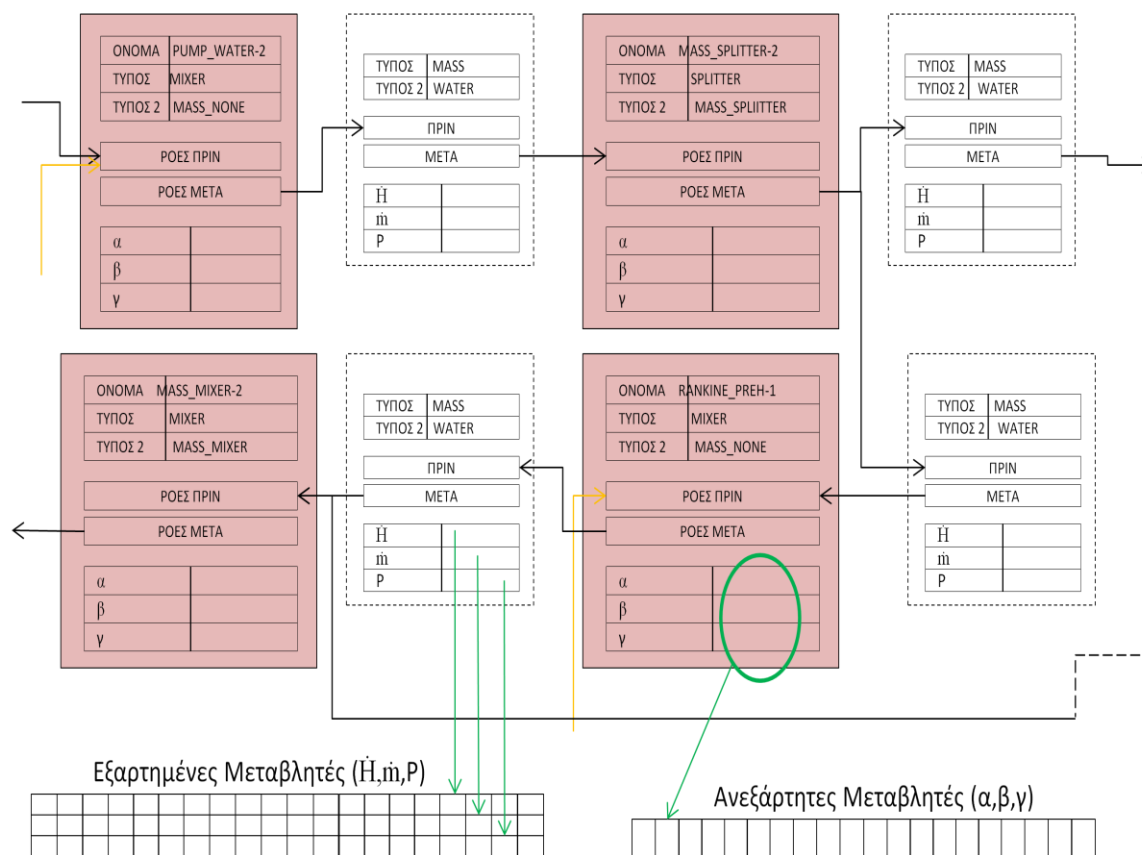 ΟΝΟΜΑ PUMP_WATER-2
ΤΥΠΟΣ MIXER
ΤΥΠΟΣ 2 MASS_NONE
ΡΟΕΣ ΠΡΙΝ
ΡΟΕΣ ΜΕΤΑ
α
β
γ
ΤΥΠΟΣ MASS
ΤΥΠΟΣ 2 WATER
ΠΡΙΝ
ΜΕΤΑ
Ḣ
ṁ
P
ΟΝΟΜΑ MASS_SPLITTER-2
ΤΥΠΟΣ SPLITTER
ΤΥΠΟΣ 2 MASS_SPLIITTER
ΡΟΕΣ ΠΡΙΝ
ΡΟΕΣ ΜΕΤΑ
α
β
γ
ΤΥΠΟΣ MASS
ΤΥΠΟΣ 2 WATER
ΠΡΙΝ
ΜΕΤΑ
Ḣ
ṁ
P
ΟΝΟΜΑ MASS_MIXER-2
ΤΥΠΟΣ MIXER
ΤΥΠΟΣ 2 MASS_MIXER
ΡΟΕΣ ΠΡΙΝ
ΡΟΕΣ ΜΕΤΑ
α
β
γ
ΤΥΠΟΣ MASS
ΤΥΠΟΣ 2 WATER
ΠΡΙΝ
ΜΕΤΑ
Ḣ
ṁ
P
ΟΝΟΜΑ RANKINE_PREH-1
ΤΥΠΟΣ MIXER
ΤΥΠΟΣ 2 MASS_NONE
ΡΟΕΣ ΠΡΙΝ
ΡΟΕΣ ΜΕΤΑ
α
β
γ
ΤΥΠΟΣ MASS
ΤΥΠΟΣ 2 WATER
ΠΡΙΝ
ΜΕΤΑ
Ḣ
ṁ
P
Εξαρτημένες Μεταβλητές (Ḣ,ṁ,P)
Ανεξάρτητες Μεταβλητές (α,β,γ)